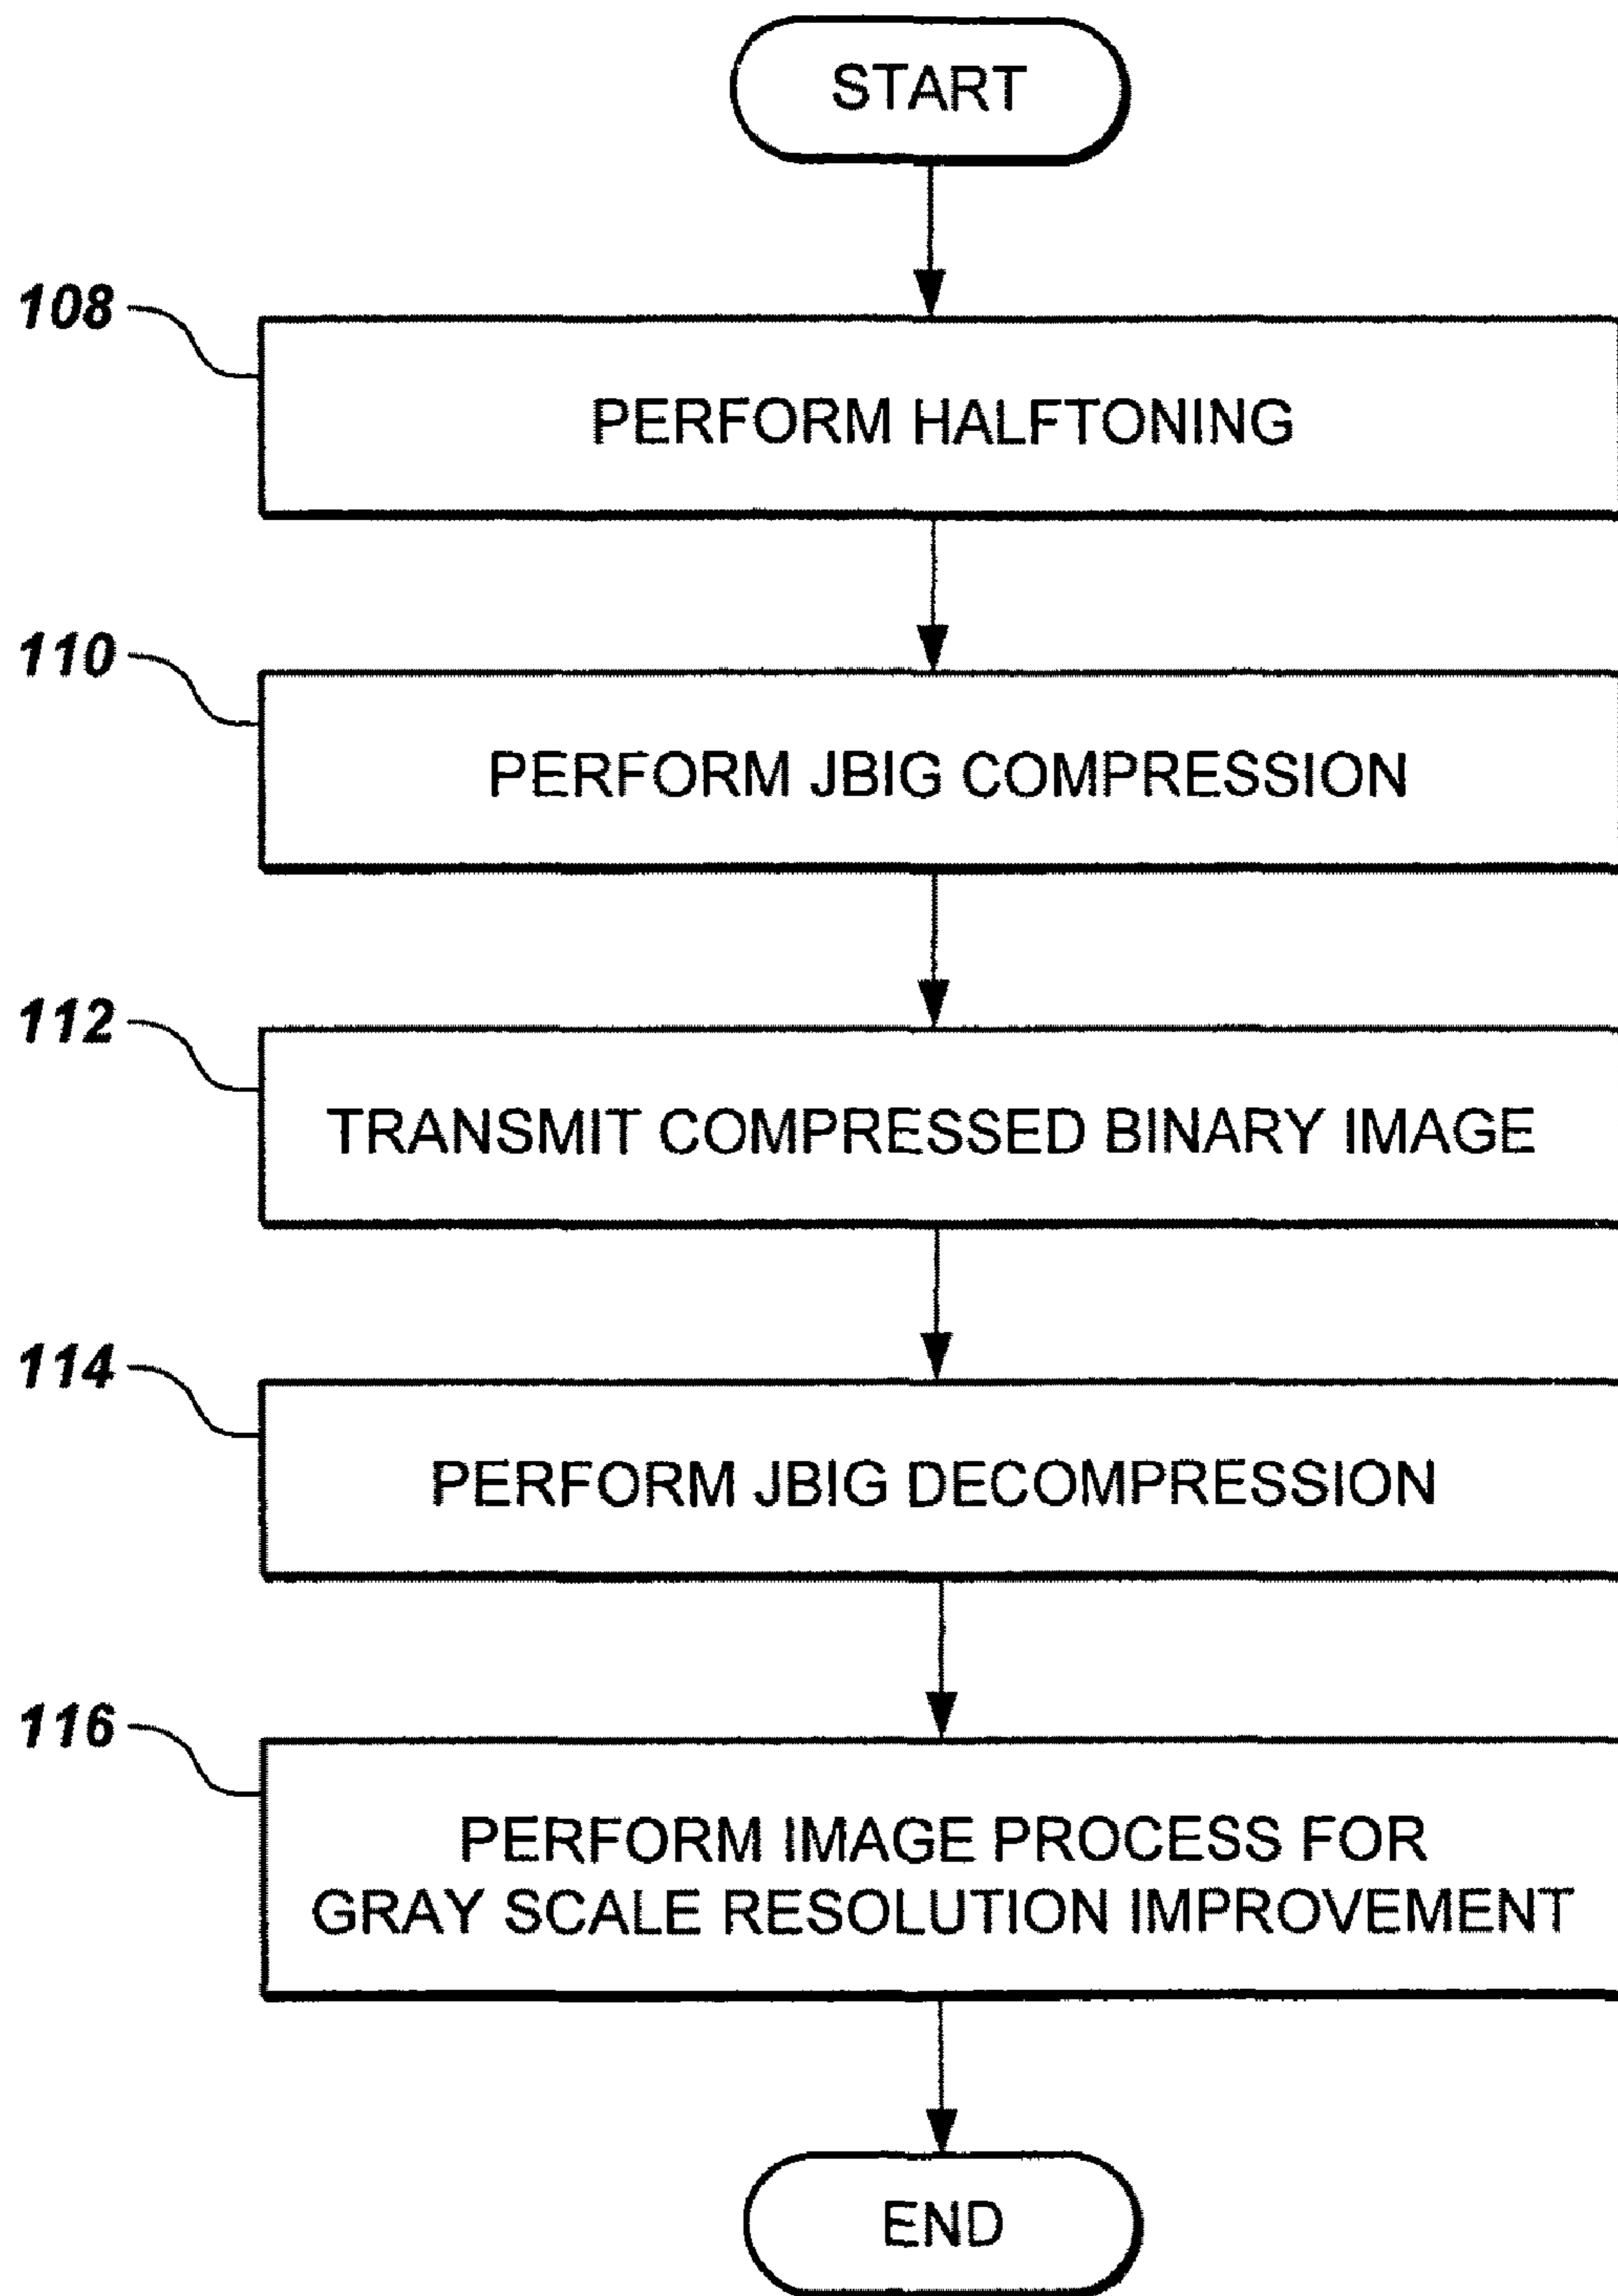 START
108
PERFORM HALFTONING
110
PERFORM JBIG COMPRESSION
112
TRANSMIT COMPRESSED BINARY IMAGE
114
PERFORM JBIG DECOMPRESSION
116
PERFORM IMAGE PROCESS FOR
GRAY SCALE RESOLUTION IMPROVEMENT
END